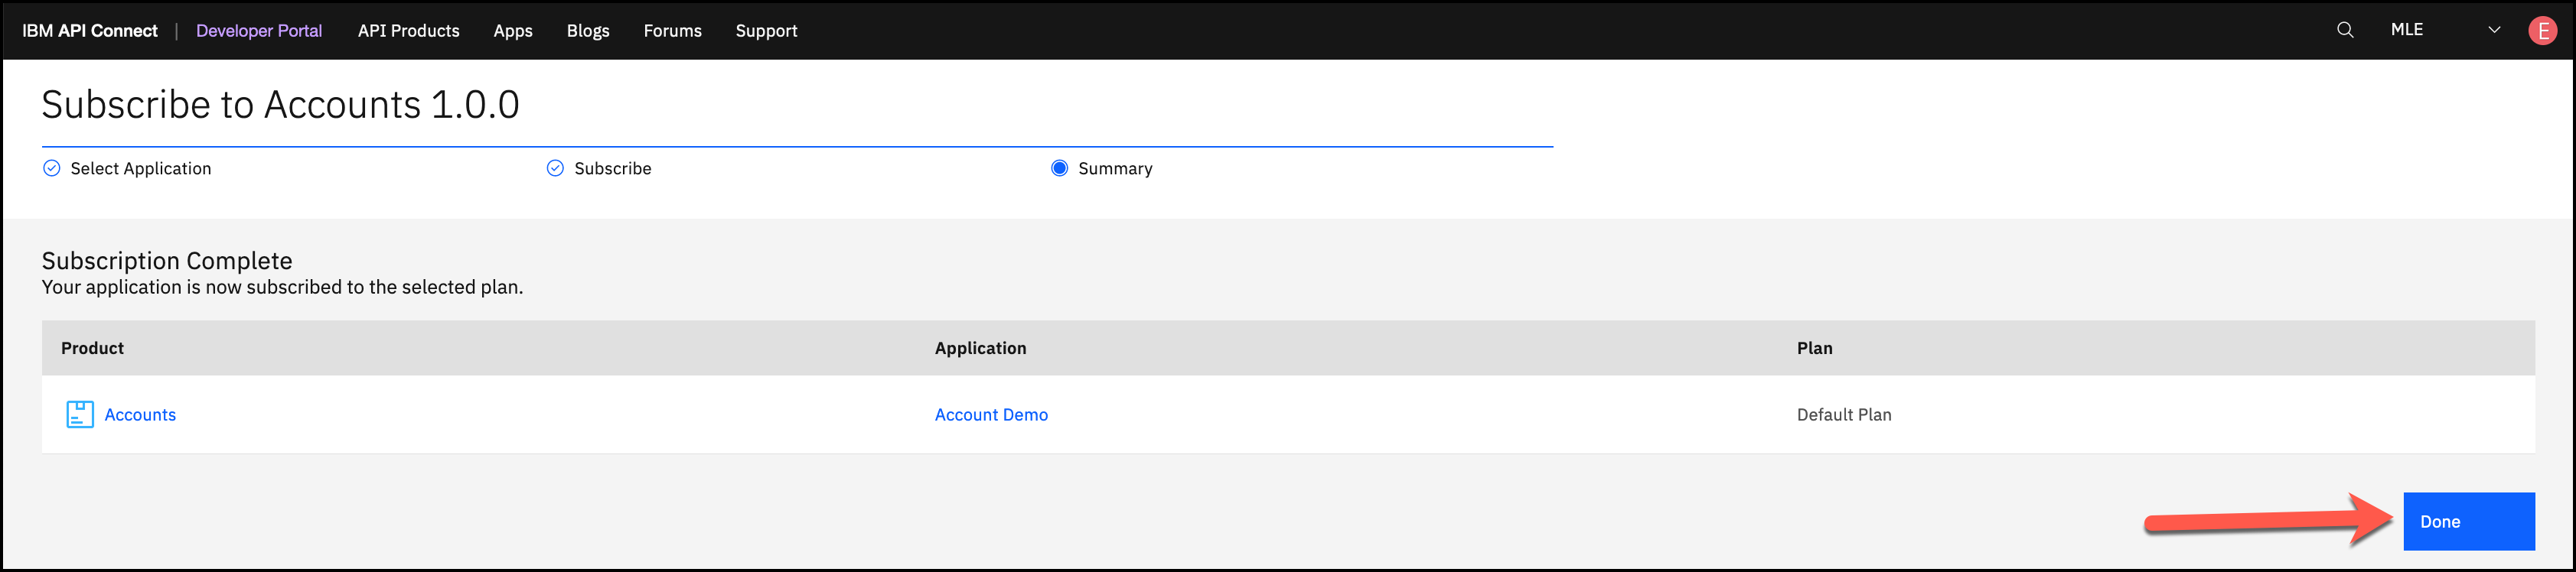 IBM API Connect | Developer Portal API Products Apps Blogs Forums Support MLE E
Subscribe to Accounts 1.0.0
Select Application Subscribe Summary
Subscription Complete
Your application is now subscribed to the selected plan.
Product Application Plan
Accounts Account Demo Default Plan
Done